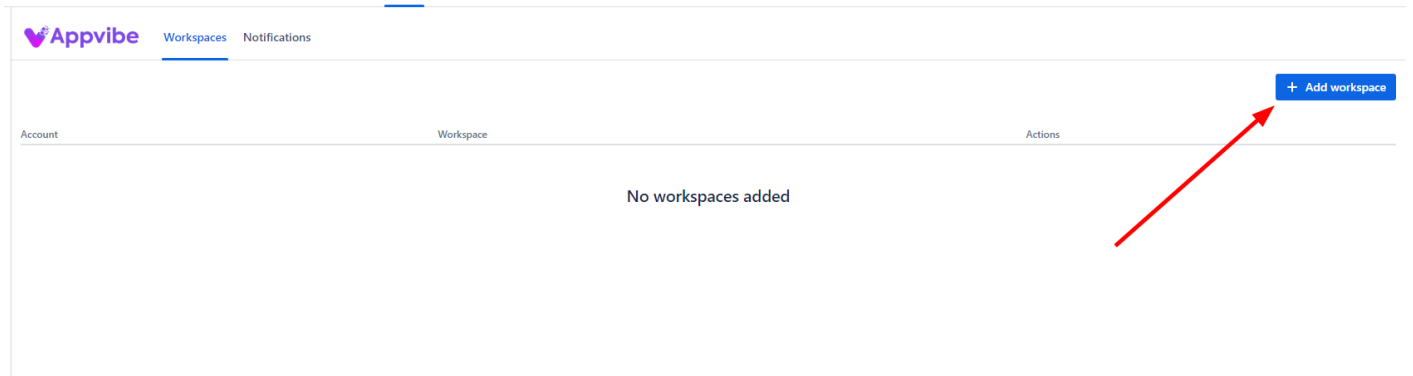 Appvibe Workspaces Notifications
+ Add workspace
Account Workspace Actions
No workspaces added